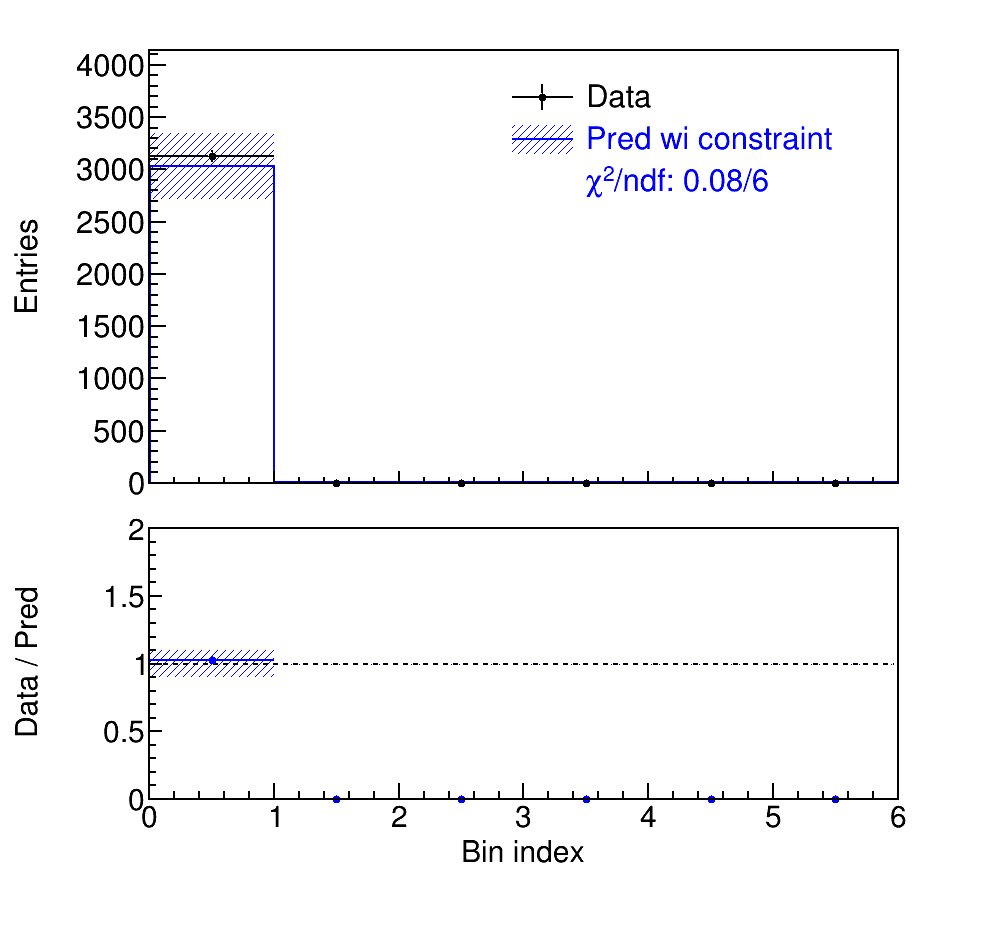 4000
3500
3000
2500
2000
1500
1000
500
0
Entries
Data
Pred wi constraint
χ²/ndf: 0.08/6
2
1.5
1
0.5
0
Data / Pred
0 1 2 3 4 5 6
Bin index